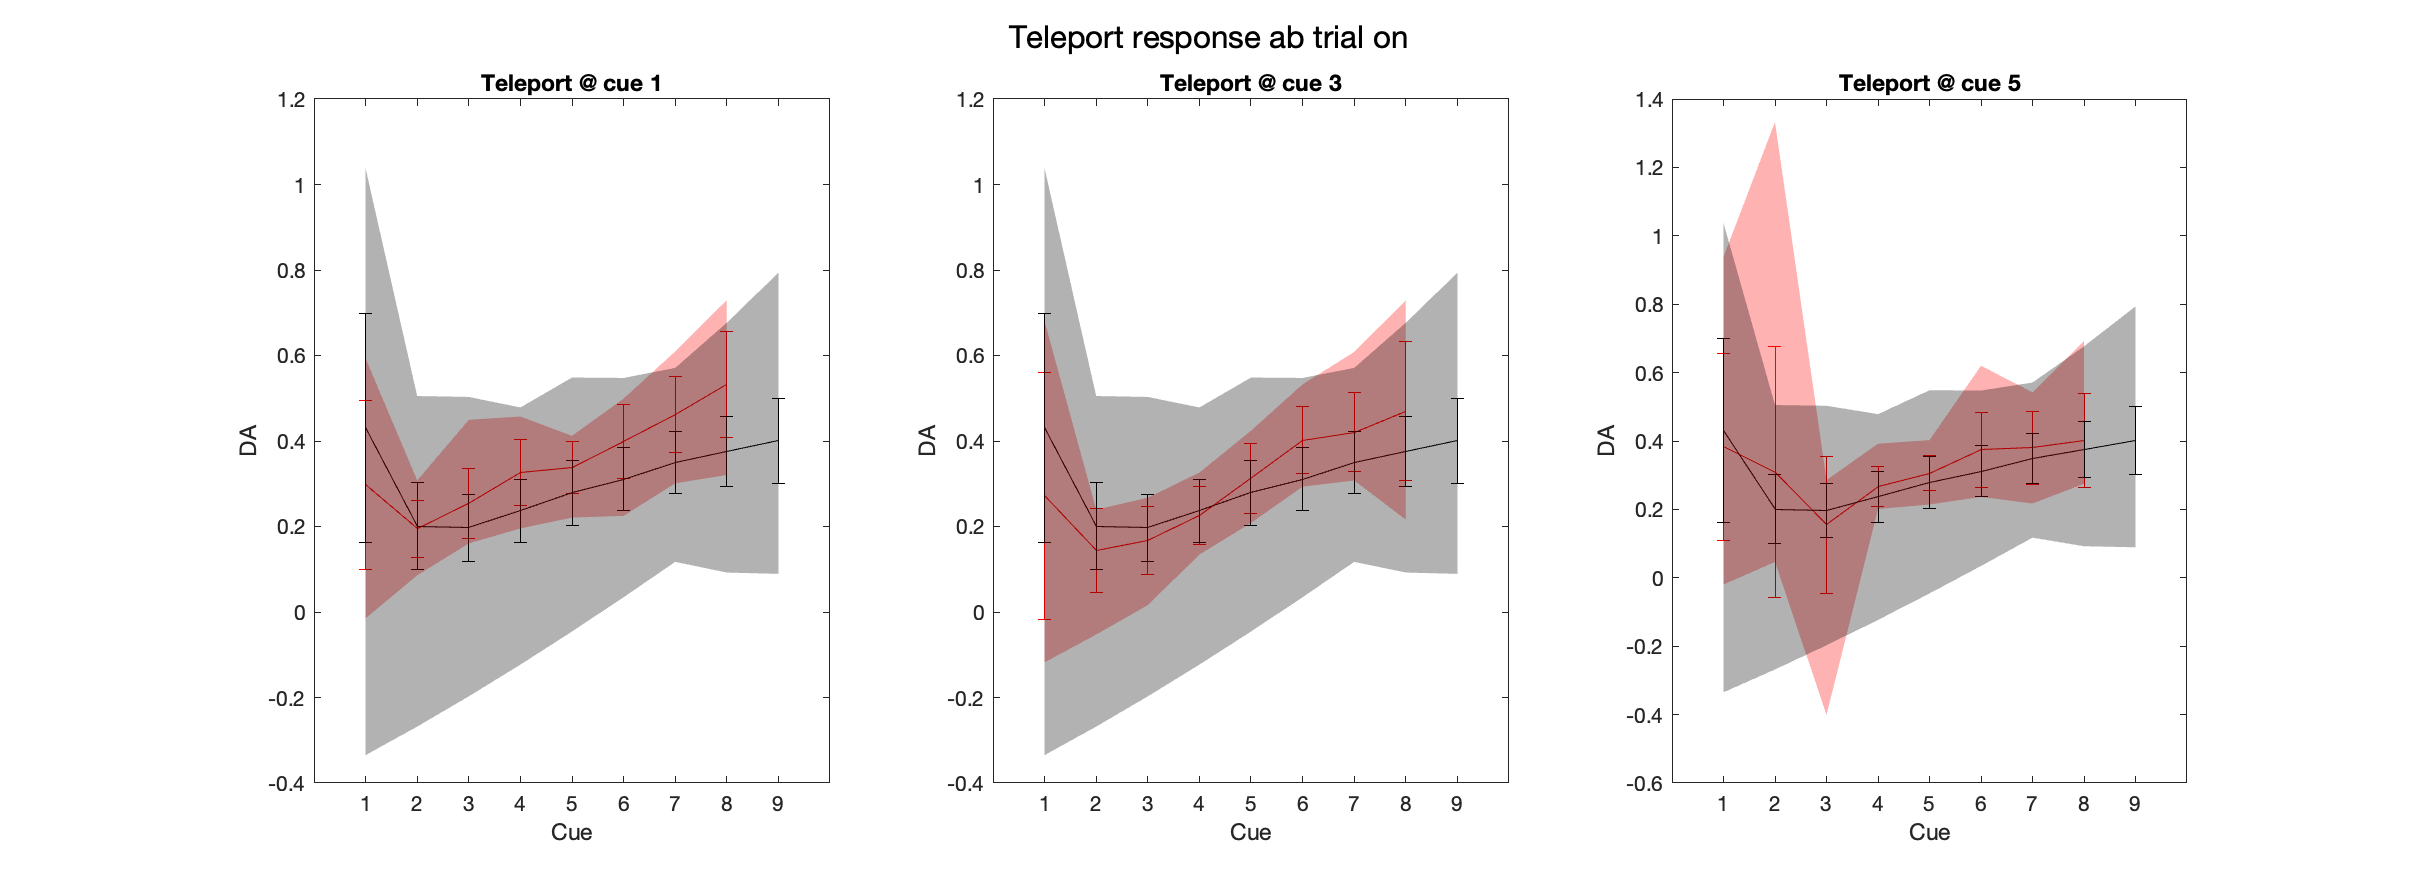 Teleport response ab trial on
Teleport @ cue 1
1.2
1
0.8
0.6
0.4
0.2
0
-0.2
-0.4
DA
1 2 3 4 5 6 7 8 9
Cue
Teleport @ cue 3
1.2
1
0.8
0.6
0.4
0.2
0
-0.2
-0.4
DA
1 2 3 4 5 6 7 8 9
Cue
Teleport @ cue 5
1.4
1.2
1
0.8
0.6
0.4
0.2
0
-0.2
-0.4
-0.6
DA
1 2 3 4 5 6 7 8 9
Cue